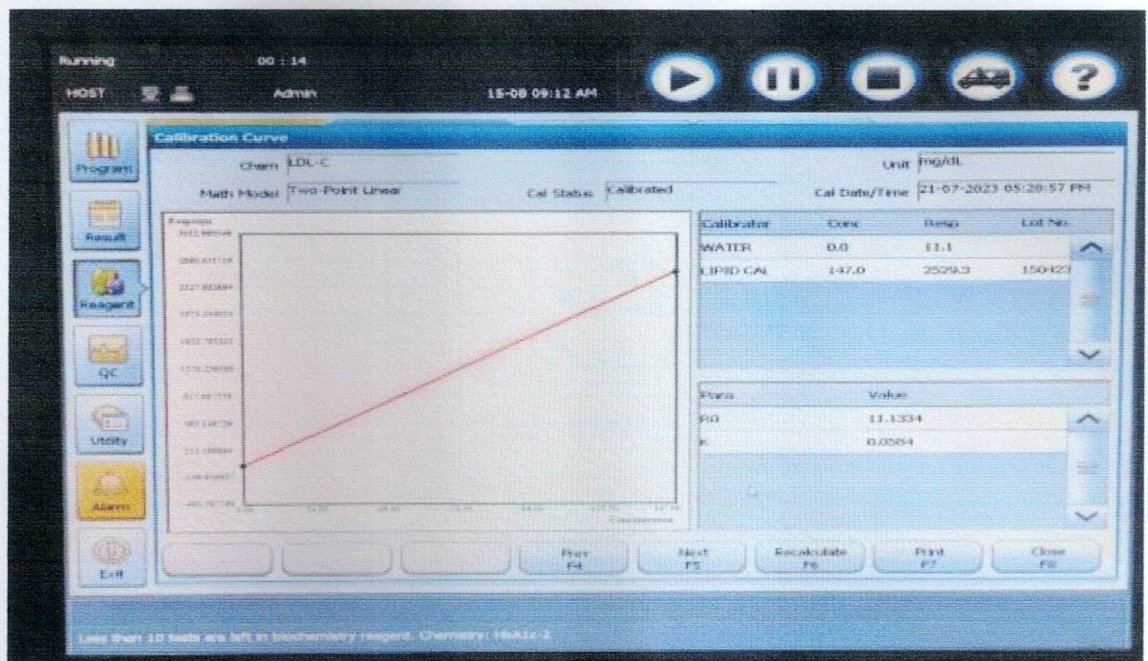 Running 00 : 14
HOST Admin 15-08 09:12 AM
?
Program
Result
Reagent
QC
Utility
Alarm
Exit
Calibration Curve
Chem LDL-C Unit mg/dL
Math Model Two-Point Linear Cal Status Calibrated Cal Date/Time 21-07-2023 05:20:57 PM
Response
Concentration
Calibrator Conc Resp Lot No.
WATER 0.0 11.1
LIPID CAL 147.0 2529.3 150423
Para Value
R0 11.1334
K 0.0584
Prev F4
Next F5
Recalculate F6
Print F7
Close F8
Less than 10 tests are left in biochemistry reagent. Chemistry: HbA1c-2